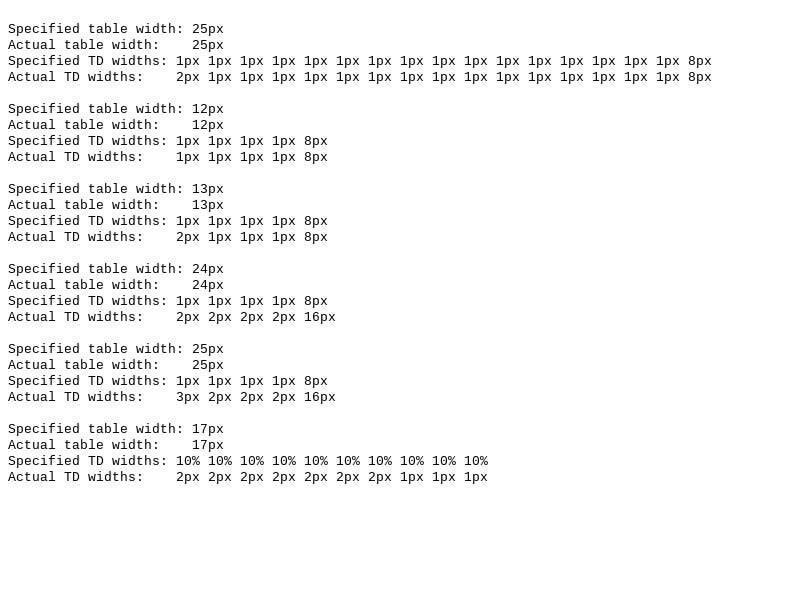 Specified table width: 25px
Actual table width:    25px
Specified TD widths: 1px 1px 1px 1px 1px 1px 1px 1px 1px 1px 1px 1px 1px 1px 1px 1px 8px
Actual TD widths:    2px 1px 1px 1px 1px 1px 1px 1px 1px 1px 1px 1px 1px 1px 1px 1px 8px
Specified table width: 12px
Actual table width:    12px
Specified TD widths: 1px 1px 1px 1px 8px
Actual TD widths:    1px 1px 1px 1px 8px
Specified table width: 13px
Actual table width:    13px
Specified TD widths: 1px 1px 1px 1px 8px
Actual TD widths:    2px 1px 1px 1px 8px
Specified table width: 24px
Actual table width:    24px
Specified TD widths: 1px 1px 1px 1px 8px
Actual TD widths:    2px 2px 2px 2px 16px
Specified table width: 25px
Actual table width:    25px
Specified TD widths: 1px 1px 1px 1px 8px
Actual TD widths:    3px 2px 2px 2px 16px
Specified table width: 17px
Actual table width:    17px
Specified TD widths: 10% 10% 10% 10% 10% 10% 10% 10% 10% 10%
Actual TD widths:    2px 2px 2px 2px 2px 2px 2px 1px 1px 1px